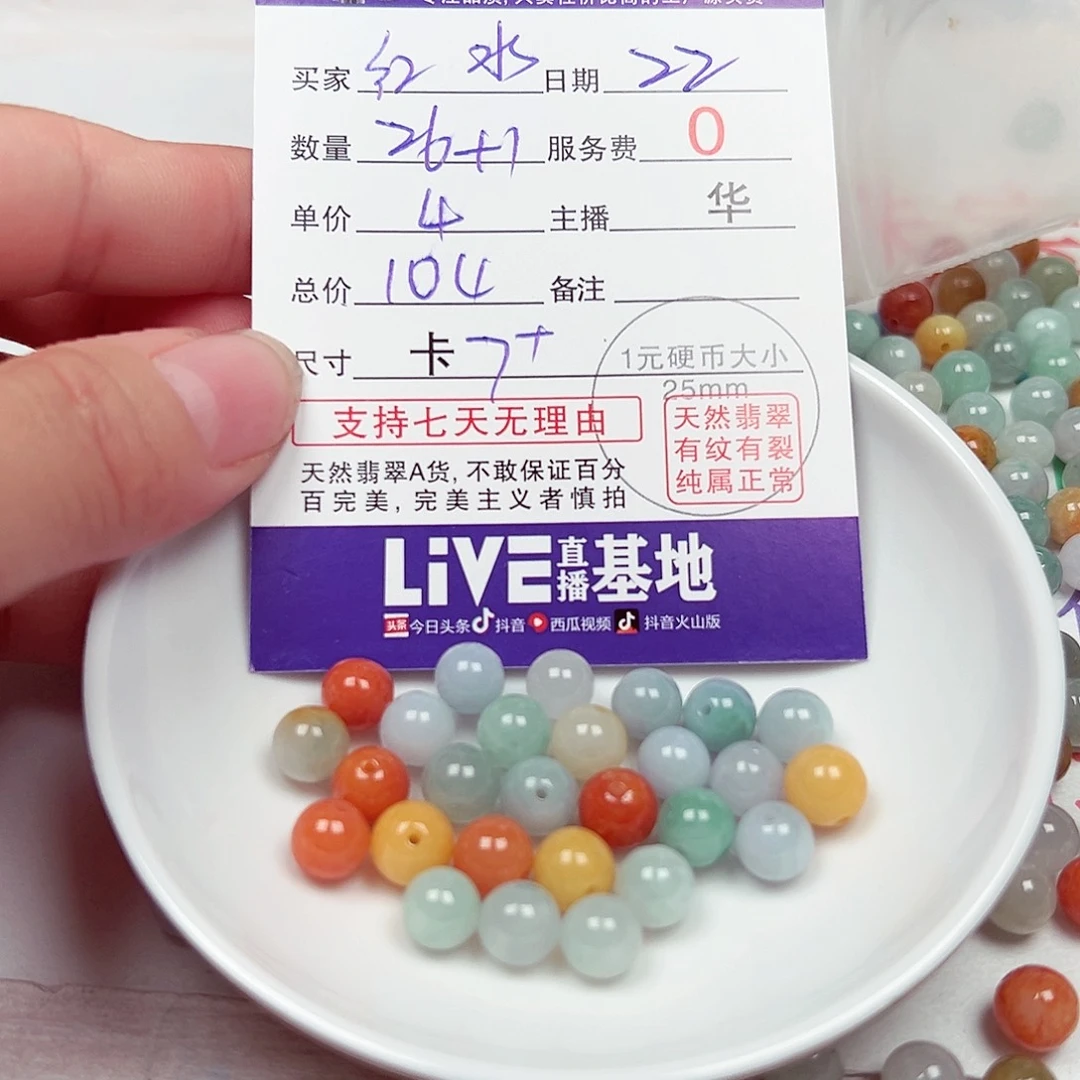 买家 红水 日期 22
数量 26+1 服务费 0
单价 4 主播 华
总价 104 备注
尺寸 卡 7+ 1元硬币大小
25mm
支持七天无理由
天然翡翠
有纹有裂
纯属正常
天然翡翠A货,不敢保证百分
百完美,完美主义者慎拍
LiVE直播基地
头条 今日头条 抖音 西瓜视频 抖音火山版